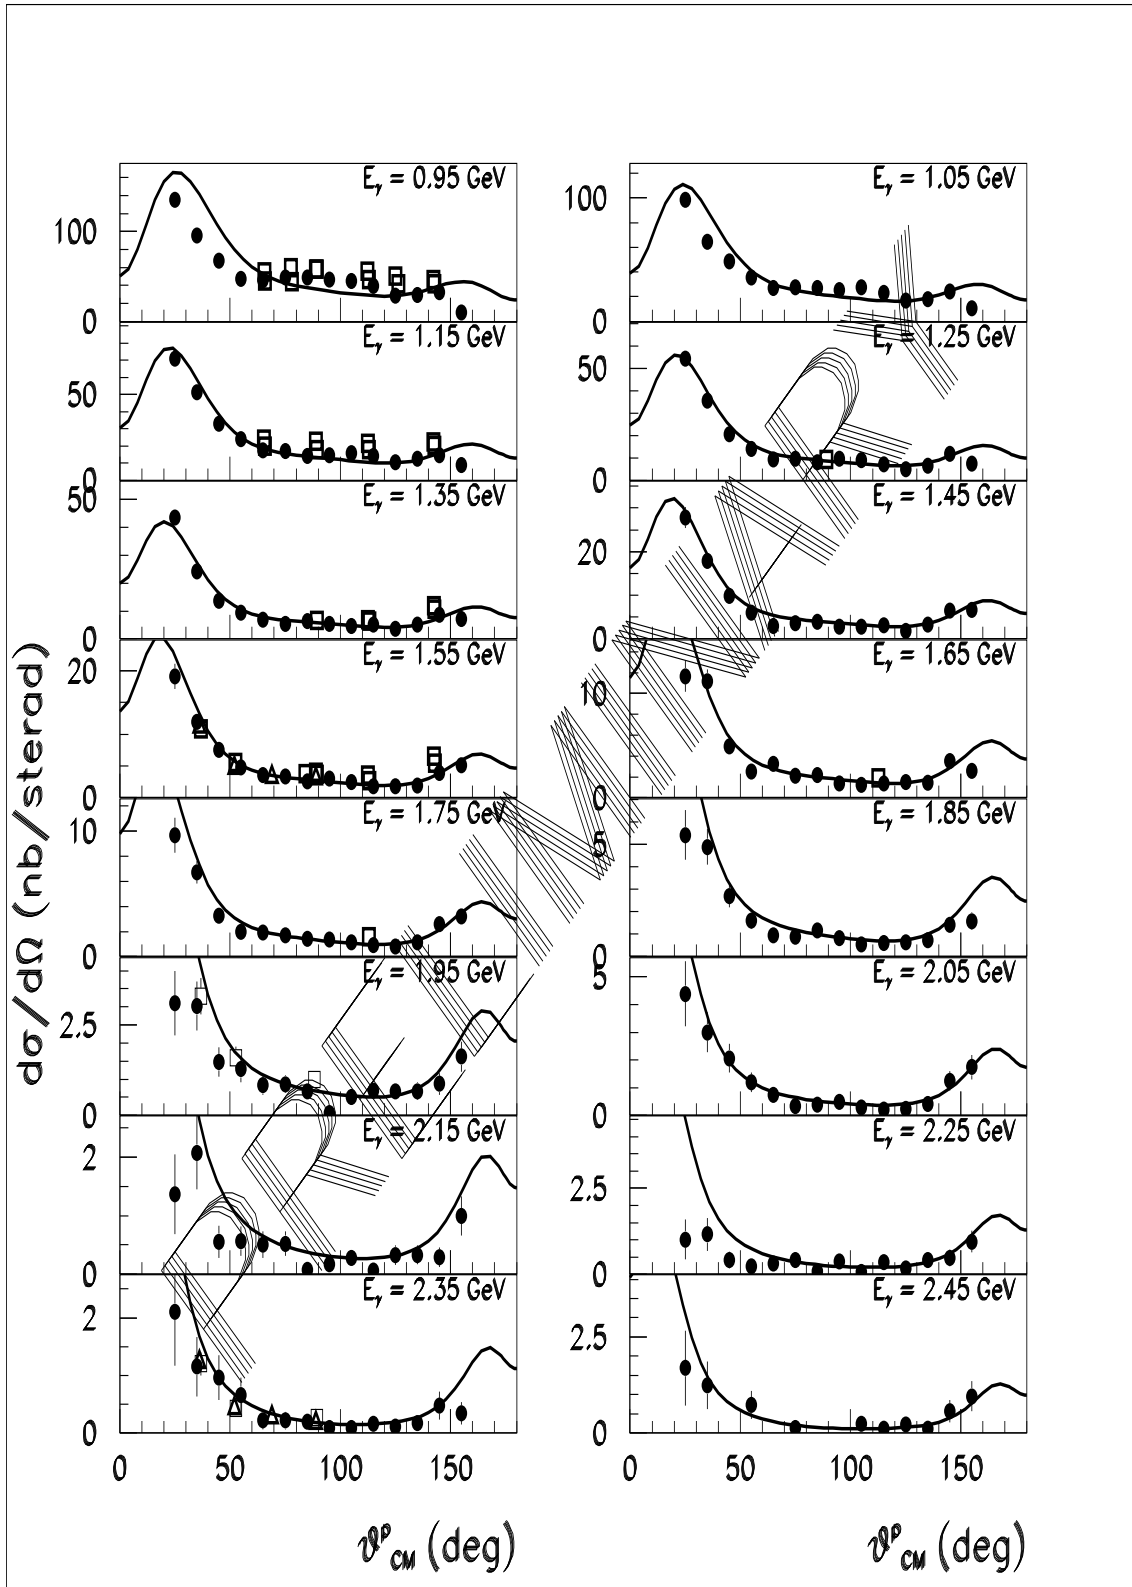 E_γ = 0.95 GeV
100
0
E_γ = 1.05 GeV
100
0
E_γ = 1.15 GeV
50
0
E_γ = 1.25 GeV
50
0
E_γ = 1.35 GeV
50
0
E_γ = 1.45 GeV
20
0
E_γ = 1.55 GeV
20
0
E_γ = 1.65 GeV
10
0
E_γ = 1.75 GeV
10
0
E_γ = 1.85 GeV
5
0
E_γ = 1.95 GeV
2.5
0
E_γ = 2.05 GeV
5
0
E_γ = 2.15 GeV
2
0
E_γ = 2.25 GeV
2.5
0
E_γ = 2.35 GeV
2
0
E_γ = 2.45 GeV
2.5
0
0 50 100 150
0 50 100 150
ϑᵖ_CM (deg)
ϑᵖ_CM (deg)
dσ/dΩ (nb/sterad)
PRELIMINARY